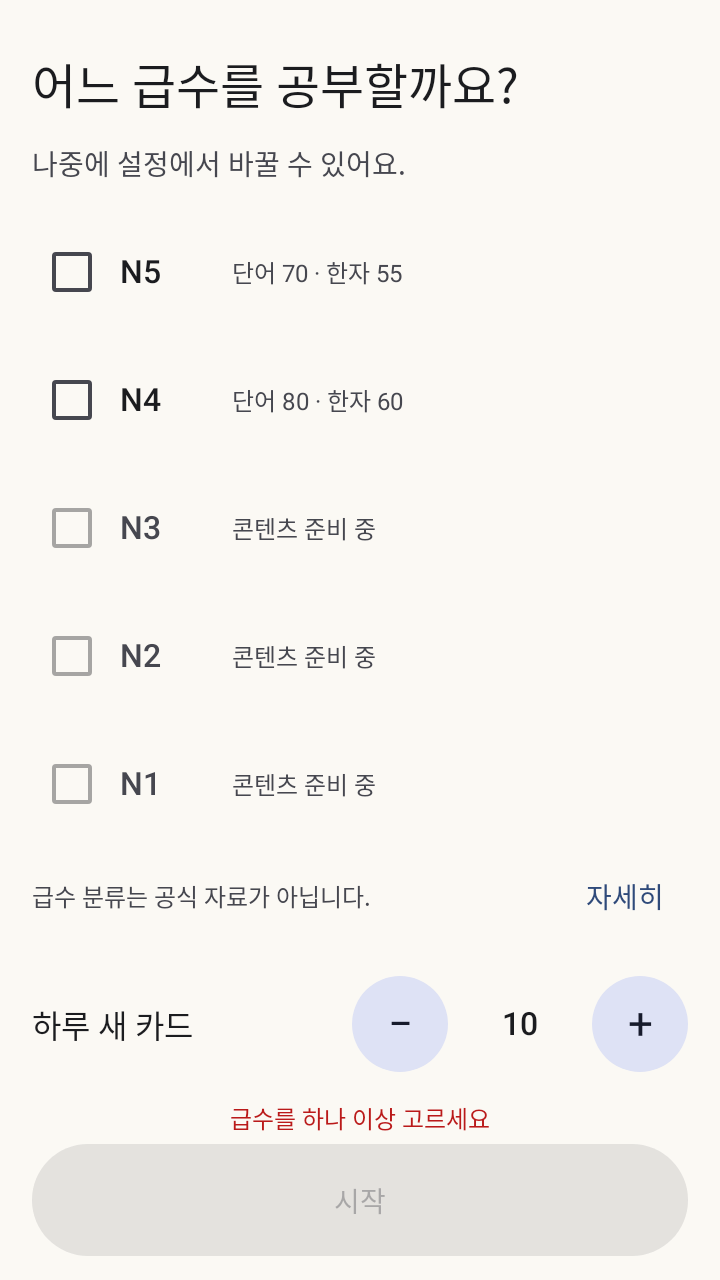 어느 급수를 공부할까요?
나중에 설정에서 바꿀 수 있어요.
N5 단어 70 · 한자 55
N4 단어 80 · 한자 60
N3 콘텐츠 준비 중
N2 콘텐츠 준비 중
N1 콘텐츠 준비 중
급수 분류는 공식 자료가 아닙니다. 자세히
하루 새 카드 − 10 +
급수를 하나 이상 고르세요
시작